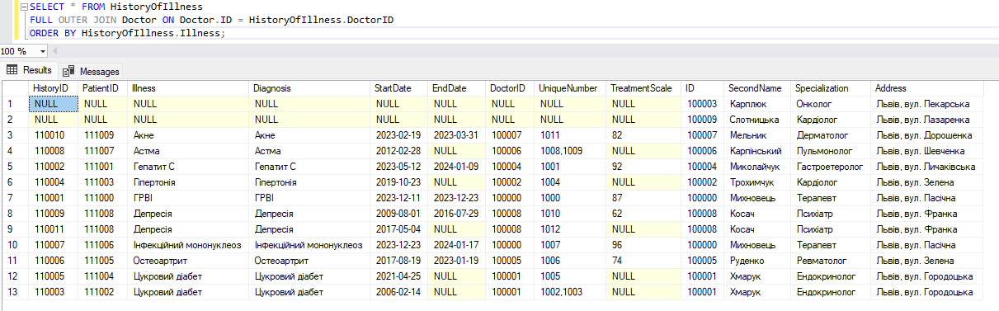 SELECT * FROM HistoryOfIllness
FULL OUTER JOIN Doctor ON Doctor.ID = HistoryOfIllness.DoctorID
ORDER BY HistoryOfIllness.Illness;
100 %
Results Messages
HistoryID PatientID Illness Diagnosis StartDate EndDate DoctorID UniqueNumber TreatmentScale ID SecondName Specialization Address
1 NULL NULL NULL NULL NULL NULL NULL NULL NULL 100003 Карплюк Онколог Львів, вул. Пекарська
2 NULL NULL NULL NULL NULL NULL NULL NULL NULL 100009 Слотницька Кардіолог Львів, вул. Лазаренка
3 110010 111009 Акне Акне 2023-02-19 2023-03-31 100007 1011 82 100007 Мельник Дерматолог Львів, вул. Дорошенка
4 110008 111007 Астма Астма 2012-02-28 NULL 100006 1008,1009 NULL 100006 Карпінський Пульмонолог Львів, вул. Шевченка
5 110002 111001 Гепатит С Гепатит С 2023-05-12 2024-01-09 100004 1001 92 100004 Миколайчук Гастроетеролог Львів, вул. Личаківська
6 110004 111003 Гіпертонія Гіпертонія 2019-10-23 NULL 100002 1004 NULL 100002 Трохимчук Кардіолог Львів, вул. Зелена
7 110001 111000 ГРВІ ГРВІ 2023-12-11 2023-12-23 100000 1000 87 100000 Михновець Терапевт Львів, вул. Пасічна
8 110009 111008 Депресія Депресія 2009-08-01 2016-07-29 100008 1010 62 100008 Косач Психіатр Львів, вул. Франка
9 110011 111008 Депресія Депресія 2017-05-04 NULL 100008 1012 NULL 100008 Косач Психіатр Львів, вул. Франка
10 110007 111006 Інфекційний мононуклеоз Інфекційний мононуклеоз 2023-12-23 2024-01-17 100000 1007 96 100000 Михновець Терапевт Львів, вул. Пасічна
11 110006 111005 Остеоартрит Остеоартрит 2017-08-19 2023-01-19 100005 1006 74 100005 Руденко Ревматолог Львів, вул. Зелена
12 110005 111004 Цукровий діабет Цукровий діабет 2021-04-25 NULL 100001 1005 NULL 100001 Хмарук Ендокринолог Львів, вул. Городоцька
13 110003 111002 Цукровий діабет Цукровий діабет 2006-02-14 NULL 100001 1002,1003 NULL 100001 Хмарук Ендокринолог Львів, вул. Городоцька